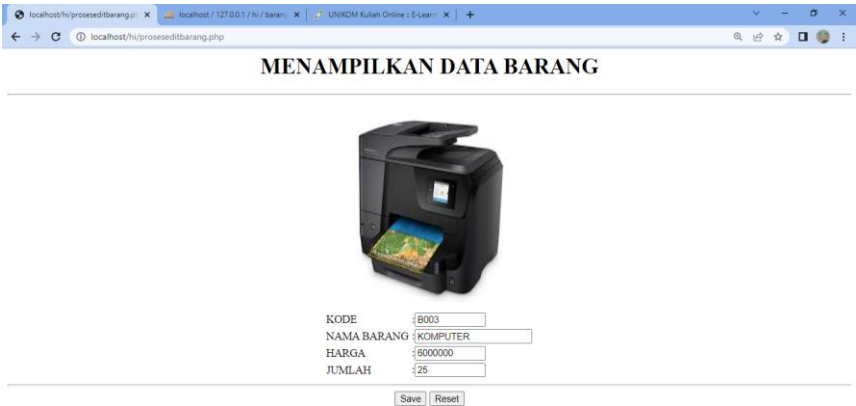 localhost/hi/proseseditbarang.p
localhost / 127.0.0.1 / hi / barang
UNIKOM Kuliah Online :: E-Learn
localhost/hi/proseseditbarang.php
MENAMPILKAN DATA BARANG
KODE : B003
NAMA BARANG : KOMPUTER
HARGA : 6000000
JUMLAH : 25
Save Reset